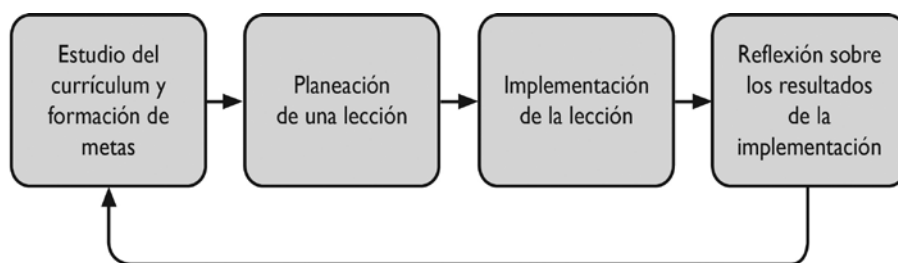 Estudio del
currículum y
formación de
metas
Planeación
de una lección
Implementación
de la lección
Reflexión sobre
los resultados
de la
implementación